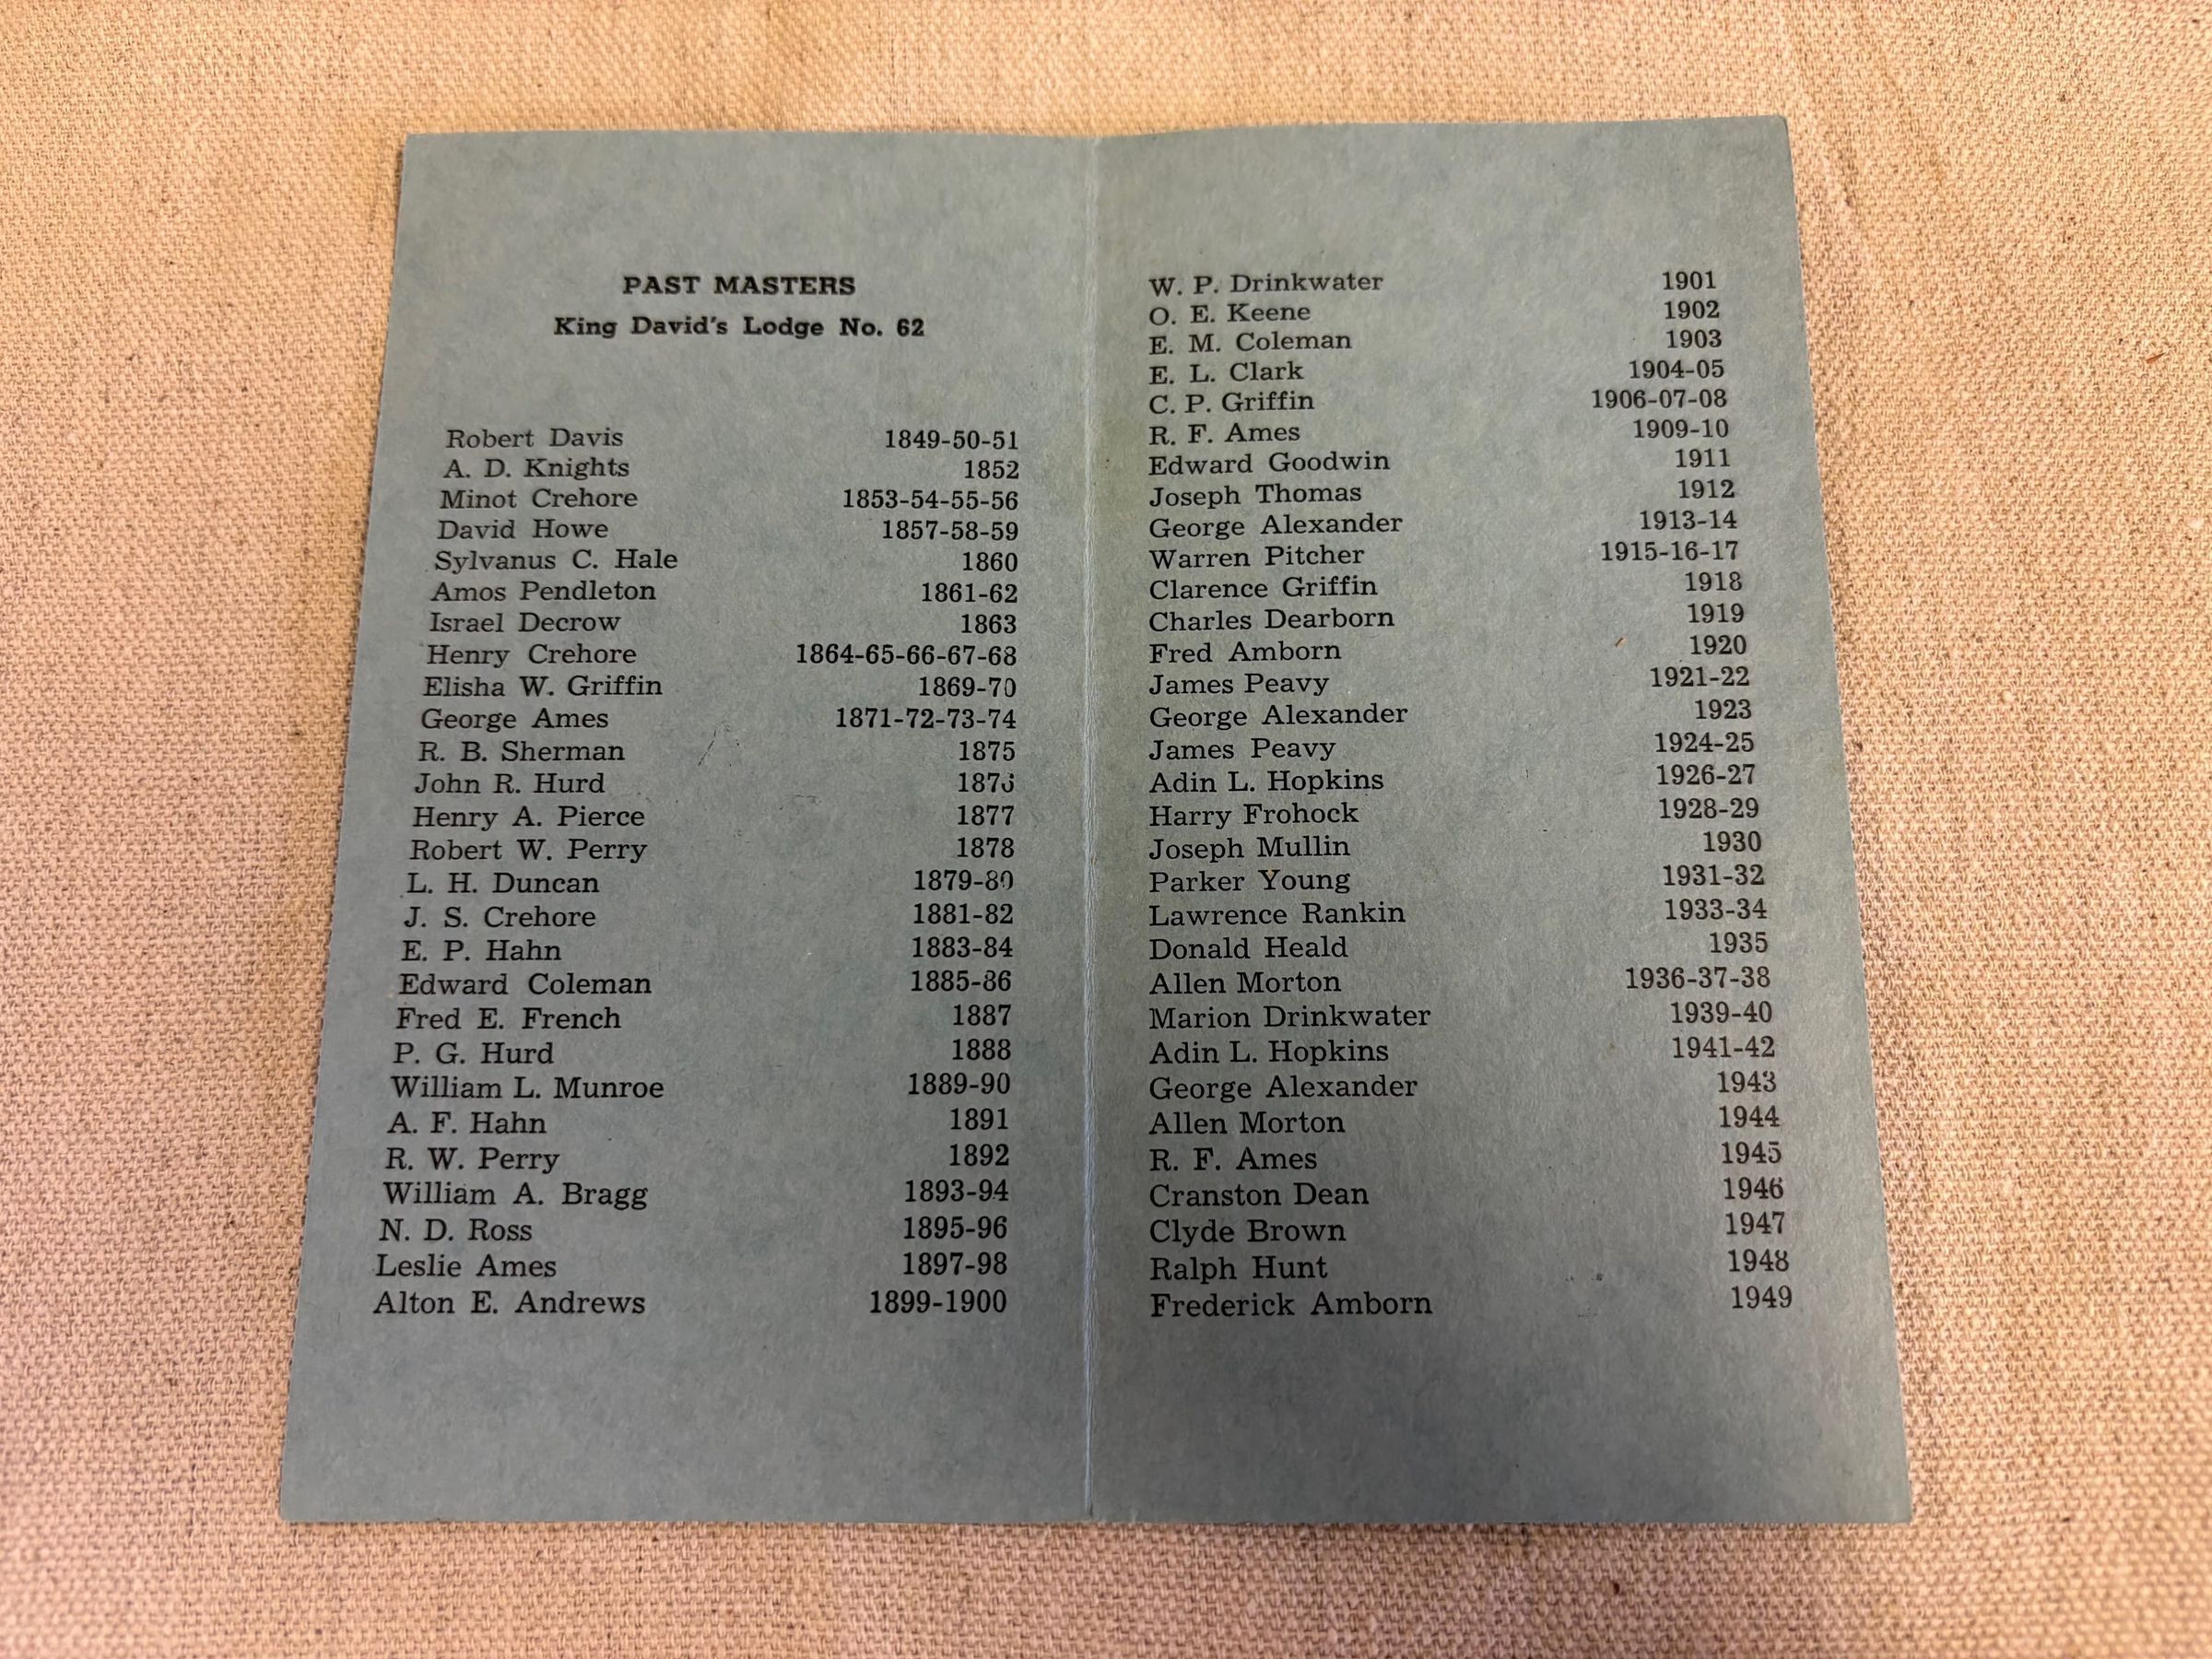 PAST MASTERS
King David's Lodge No. 62
Robert Davis 1849-50-51
A. D. Knights 1852
Minot Crehore 1853-54-55-56
David Howe 1857-58-59
Sylvanus C. Hale 1860
Amos Pendleton 1861-62
Israel Decrow 1863
Henry Crehore 1864-65-66-67-68
Elisha W. Griffin 1869-70
George Ames 1871-72-73-74
R. B. Sherman 1875
John R. Hurd 1876
Henry A. Pierce 1877
Robert W. Perry 1878
L. H. Duncan 1879-80
J. S. Crehore 1881-82
E. P. Hahn 1883-84
Edward Coleman 1885-86
Fred E. French 1887
P. G. Hurd 1888
William L. Munroe 1889-90
A. F. Hahn 1891
R. W. Perry 1892
William A. Bragg 1893-94
N. D. Ross 1895-96
Leslie Ames 1897-98
Alton E. Andrews 1899-1900
W. P. Drinkwater 1901
O. E. Keene 1902
E. M. Coleman 1903
E. L. Clark 1904-05
C. P. Griffin 1906-07-08
R. F. Ames 1909-10
Edward Goodwin 1911
Joseph Thomas 1912
George Alexander 1913-14
Warren Pitcher 1915-16-17
Clarence Griffin 1918
Charles Dearborn 1919
Fred Amborn 1920
James Peavy 1921-22
George Alexander 1923
James Peavy 1924-25
Adin L. Hopkins 1926-27
Harry Frohock 1928-29
Joseph Mullin 1930
Parker Young 1931-32
Lawrence Rankin 1933-34
Donald Heald 1935
Allen Morton 1936-37-38
Marion Drinkwater 1939-40
Adin L. Hopkins 1941-42
George Alexander 1943
Allen Morton 1944
R. F. Ames 1945
Cranston Dean 1946
Clyde Brown 1947
Ralph Hunt 1948
Frederick Amborn 1949